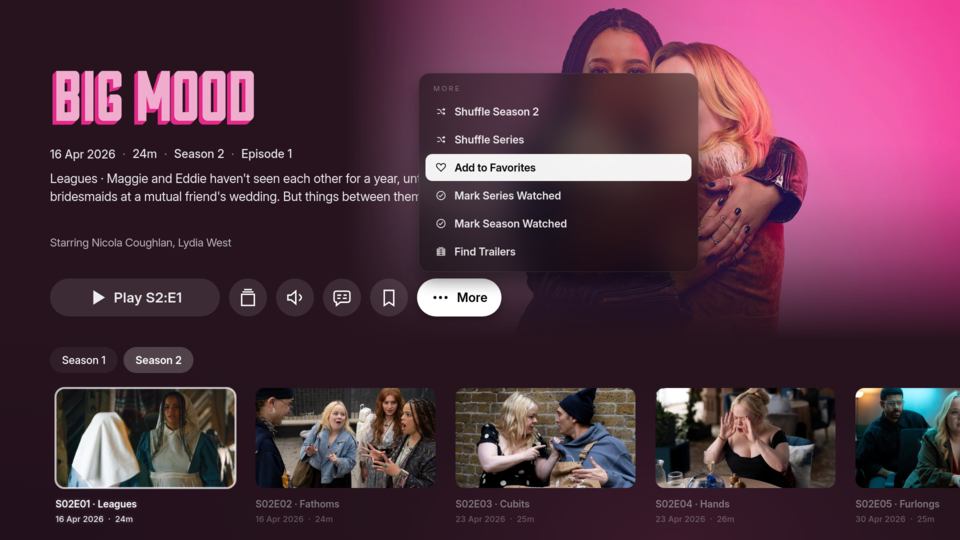 BIG MOOD
16 Apr 2026 · 24m · Season 2 · Episode 1
Leagues · Maggie and Eddie haven't seen each other for a year,
bridesmaids at a mutual friend's wedding. But things between
Starring Nicola Coughlan, Lydia West
MORE
Shuffle Season 2
Shuffle Series
Add to Favorites
Mark Series Watched
Mark Season Watched
Find Trailers
Play S2:E1
More
Season 1
Season 2
S02E01 · Leagues
16 Apr 2026 · 24m
S02E02 · Fathoms
16 Apr 2026 · 24m
S02E03 · Cubits
23 Apr 2026 · 25m
S02E04 · Hands
23 Apr 2026 · 26m
S02E05 · Furlongs
30 Apr 2026 · 25m